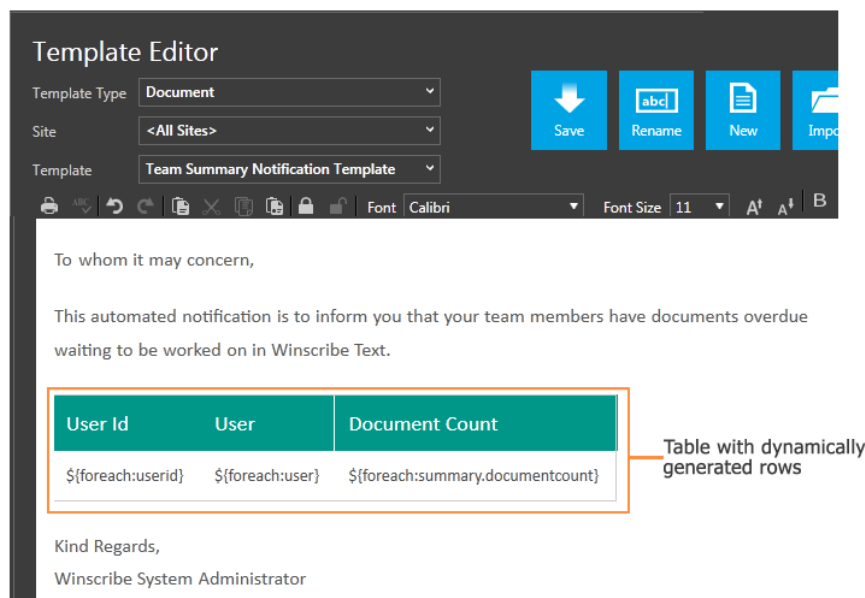 Template Editor
Template Type Document
Site <All Sites>
Template Team Summary Notification Template
Save Rename New Impo
abc
ABC Font Calibri Font Size 11 A A B
To whom it may concern,
This automated notification is to inform you that your team members have documents overdue
waiting to be worked on in Winscribe Text.
User Id User Document Count
${foreach:userid} ${foreach:user} ${foreach:summary.documentcount}
Table with dynamically
generated rows
Kind Regards,
Winscribe System Administrator